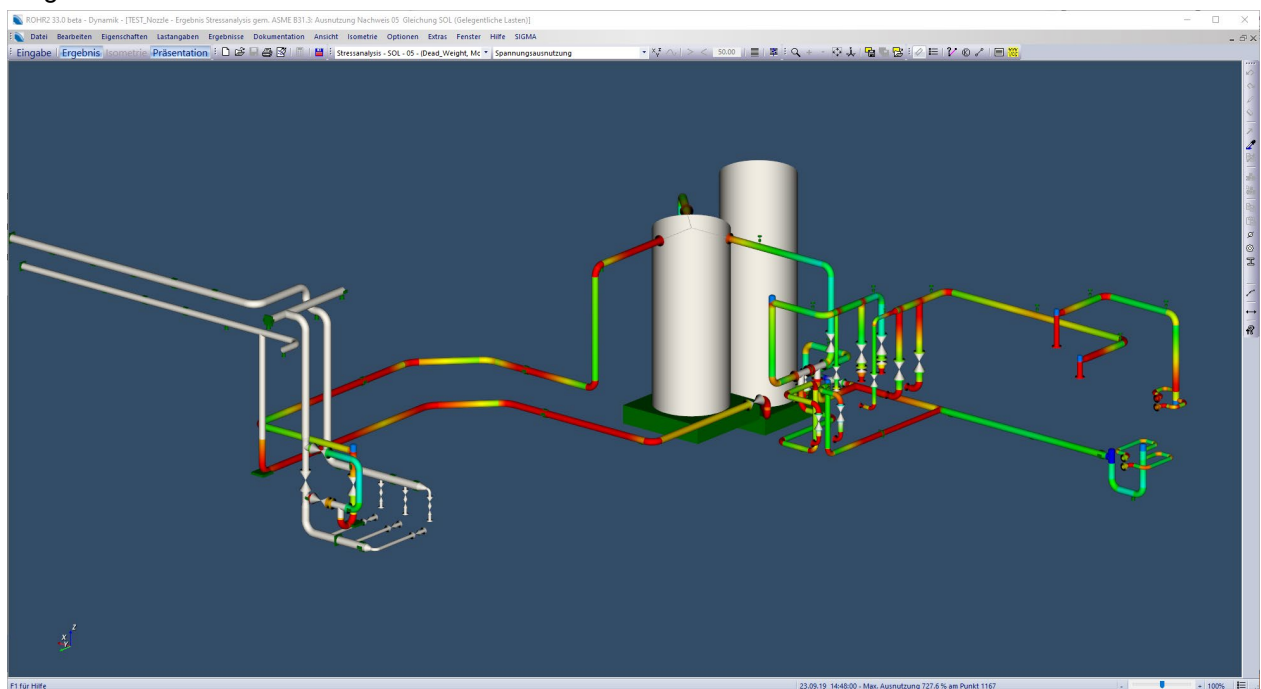 ROHR2 33.0 beta - Dynamik - [TEST_Nozzle - Ergebnis Stressanalysis gem. ASME B31.3: Ausnutzung Nachweis 05 Gleichung SOL (Gelegentliche Lasten)]
Datei Bearbeiten Eigenschaften Lastangaben Ergebnisse Dokumentation Ansicht Isometrie Optionen Extras Fenster Hilfe SIGMA
Eingabe Ergebnis Isometrie Präsentation Stressanalysis - SOL - 05 - (Dead_Weight, Mc Spannungsausnutzung 50.00
Z
X
Y
F1 für Hilfe 23.09.19 14:48:00 - Max. Ausnutzung 727.6 % am Punkt 1167 - + 100%